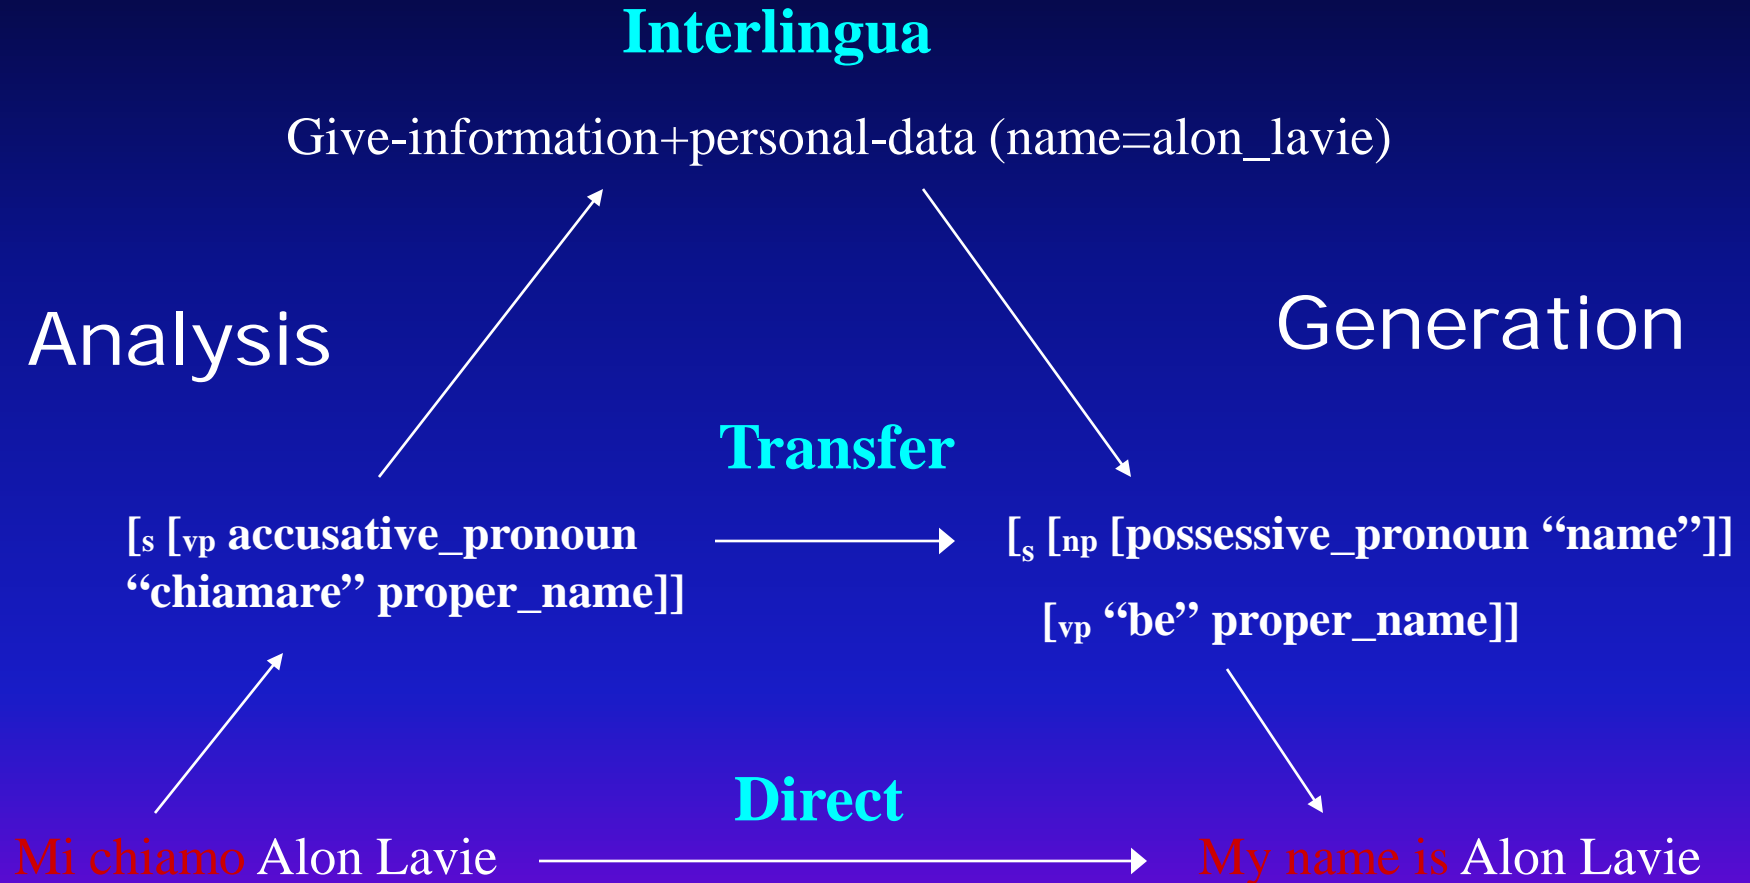 Interlingua
Give-information+personal-data (name=alon_lavie)
Analysis
Generation
Transfer
[s [vp accusative_pronoun
“chiamare” proper_name]]
[s [np [possessive_pronoun “name”]]
[vp “be” proper_name]]
Direct
Mi chiamo Alon Lavie
My name is Alon Lavie